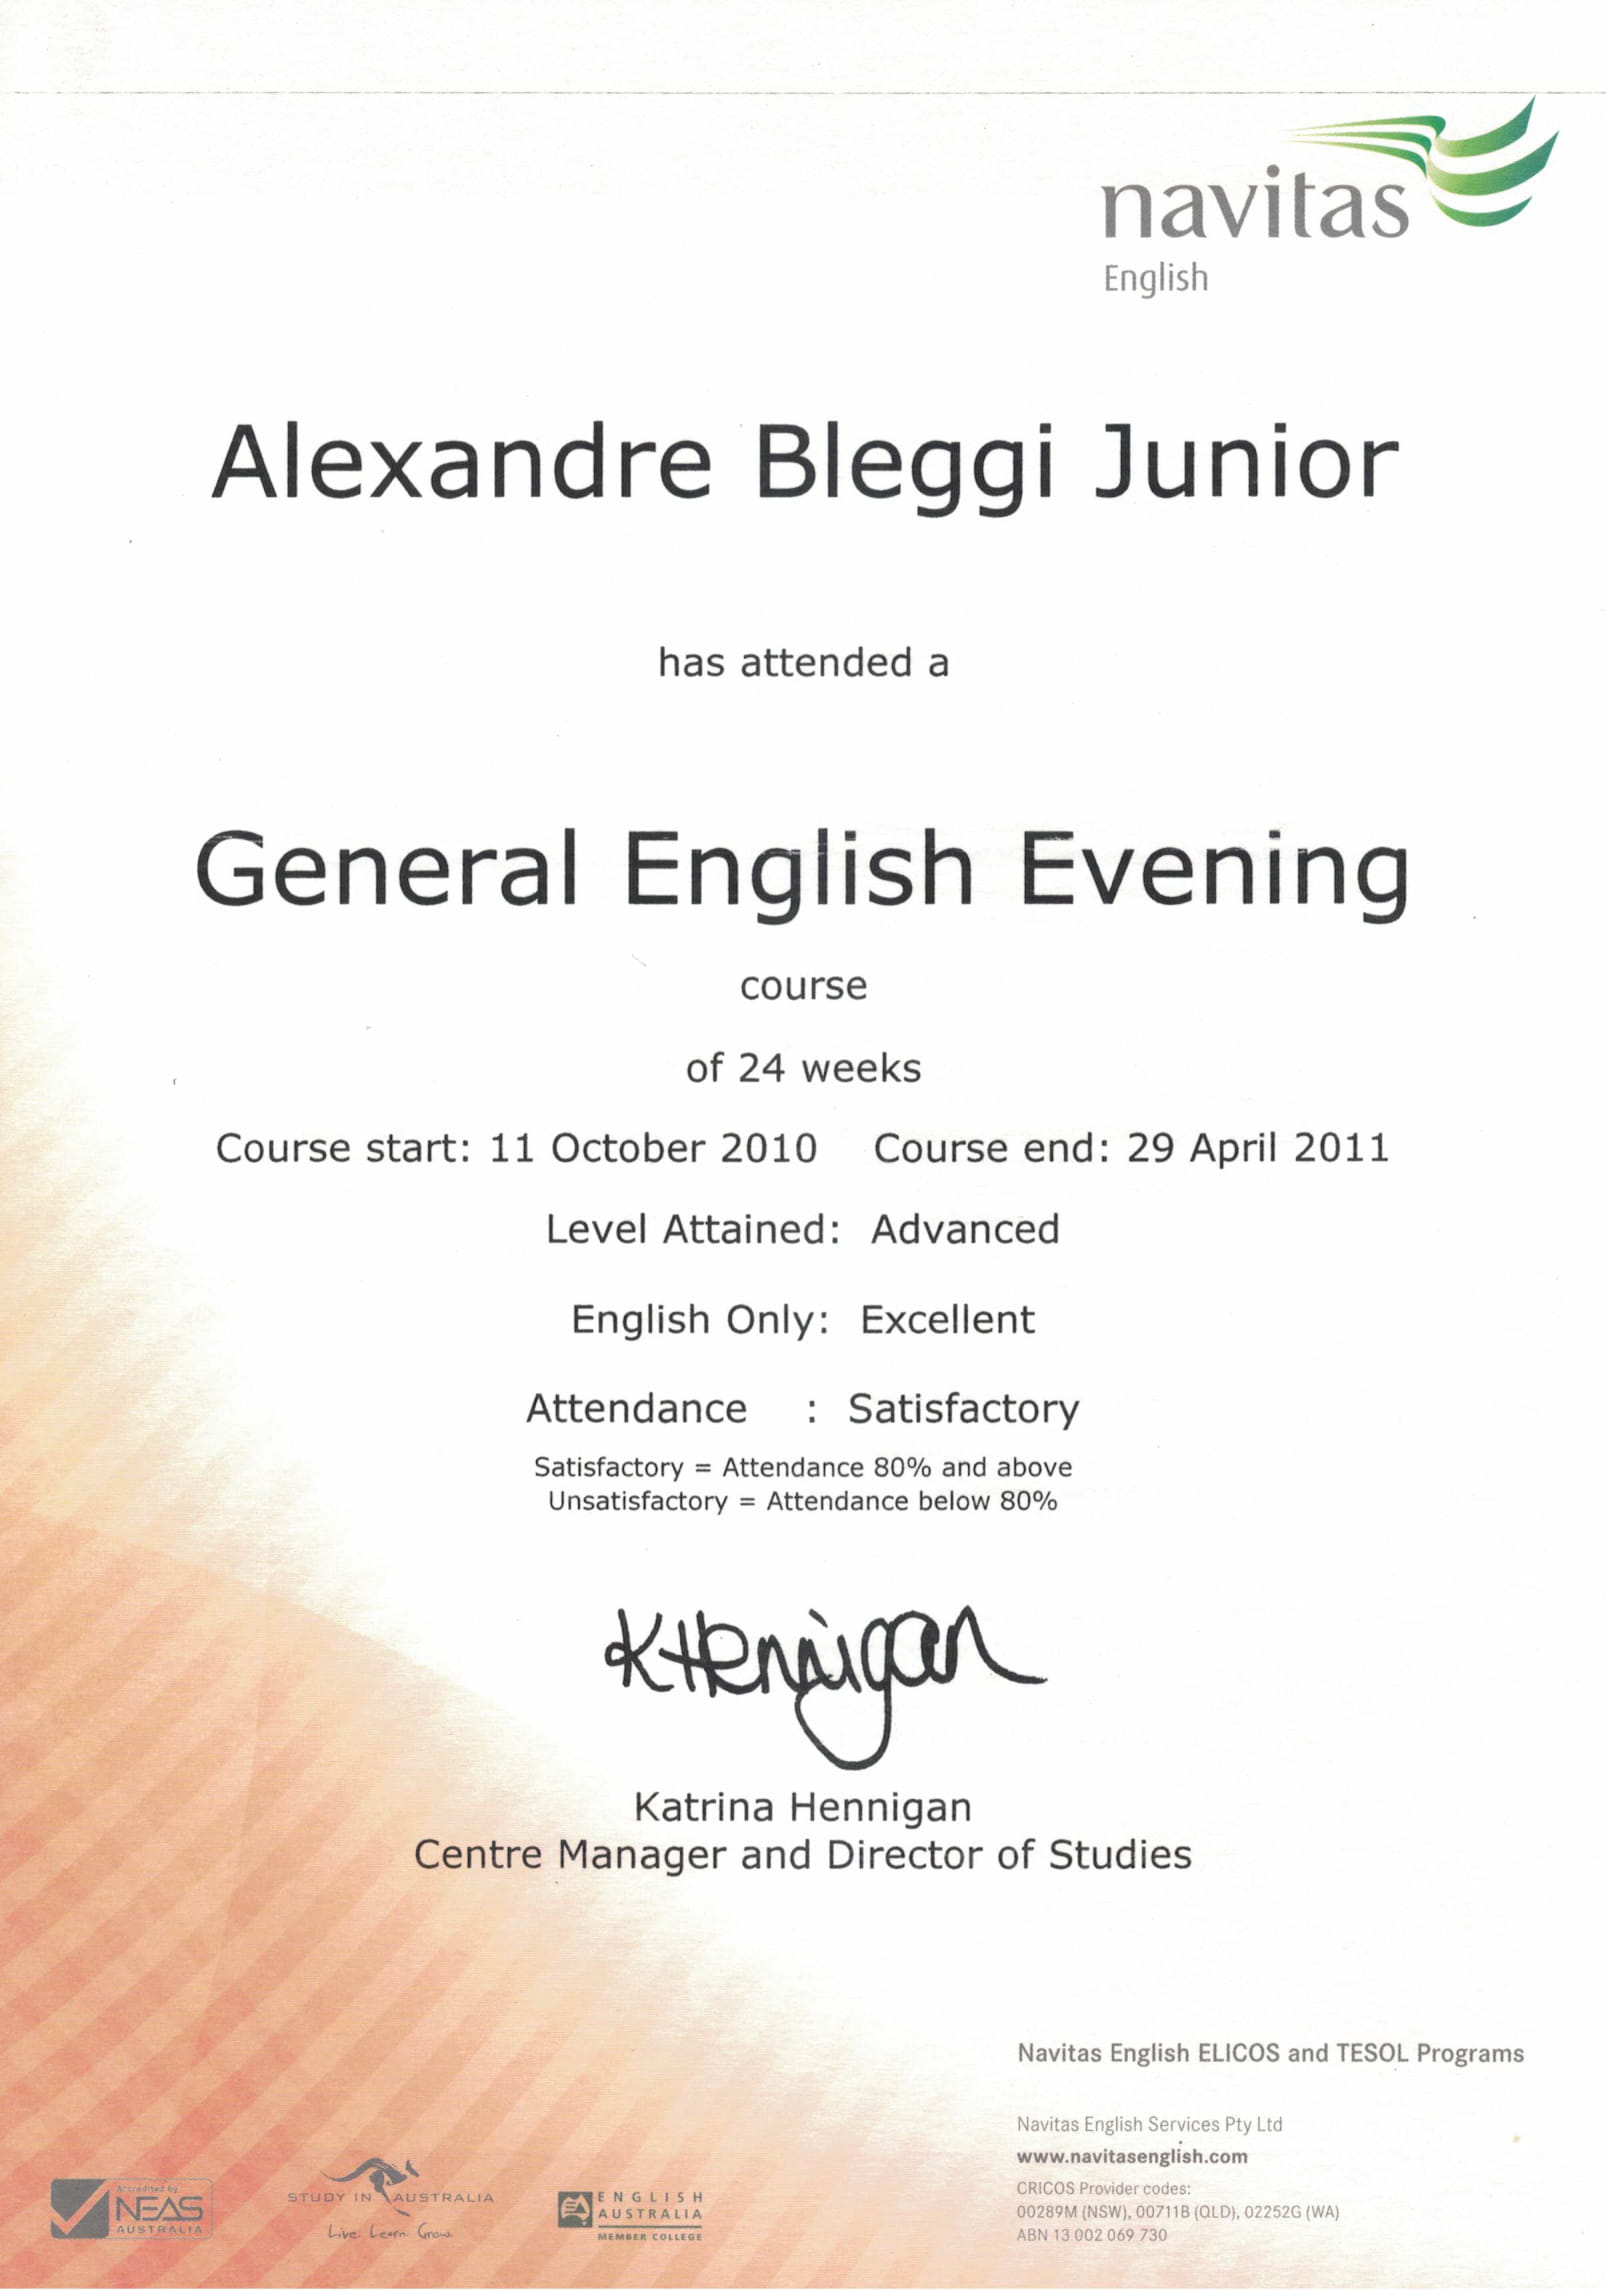 navitas
English
Alexandre Bleggi Junior
has attended a
General English Evening
course
of 24 weeks
Course start: 11 October 2010 Course end: 29 April 2011
Level Attained: Advanced
English Only: Excellent
Attendance : Satisfactory
Satisfactory = Attendance 80% and above
Unsatisfactory = Attendance below 80%
KHennigan
Katrina Hennigan
Centre Manager and Director of Studies
Navitas English ELICOS and TESOL Programs
Navitas English Services Pty Ltd
www.navitasenglish.com
CRICOS Provider codes:
00289M (NSW), 00711B (QLD), 02252G (WA)
ABN 13 002 069 730
Accredited by
NEAS
AUSTRALIA
STUDY IN AUSTRALIA
Live. Learn. Grow.
ENGLISH
AUSTRALIA
MEMBER COLLEGE